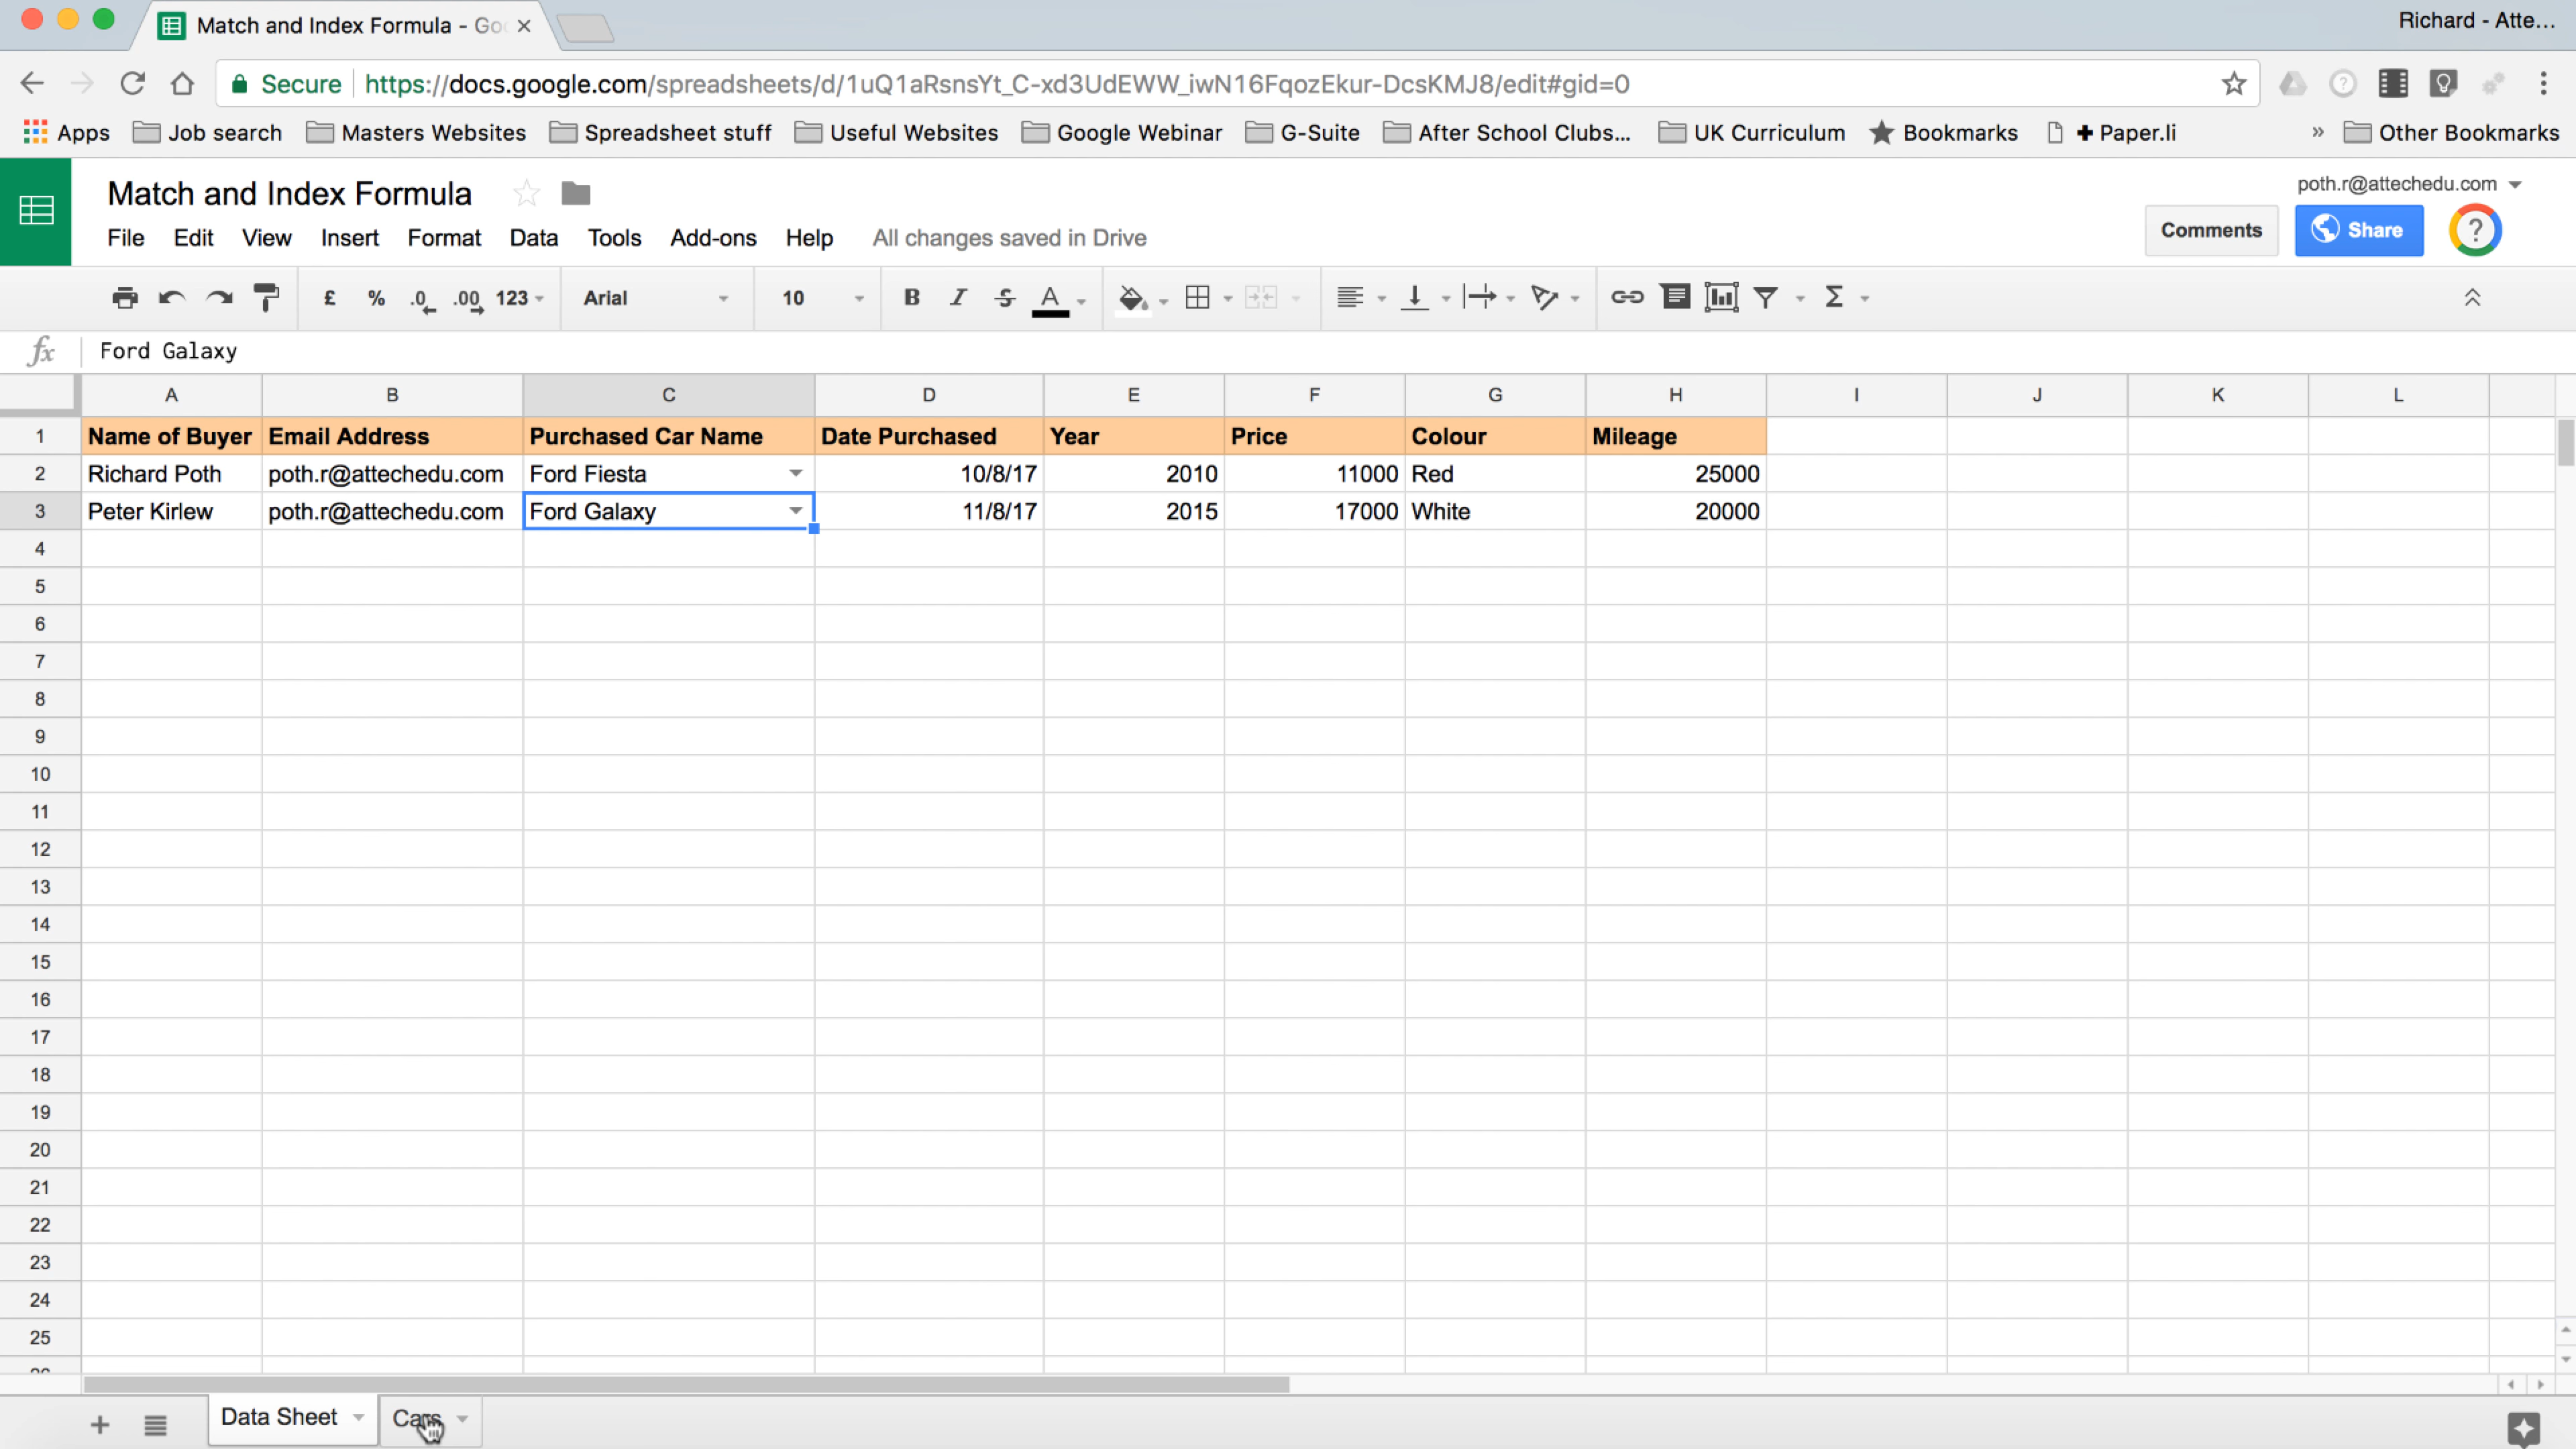 Match and Index Formula - Goo
Richard - Atte...
Secure https://docs.google.com/spreadsheets/d/1uQ1aRsnsYt_C-xd3UdEWW_iwN16FqozEkur-DcsKMJ8/edit#gid=0
Apps Job search Masters Websites Spreadsheet stuff Useful Websites Google Webinar G-Suite After School Clubs... UK Curriculum Bookmarks Paper.li » Other Bookmarks
Match and Index Formula
poth.r@attechedu.com
File Edit View Insert Format Data Tools Add-ons Help All changes saved in Drive
Comments Share ?
£ % .0 .00 123 Arial 10 B I S A Σ
fx Ford Galaxy
A B C D E F G H I J K L
1 Name of Buyer Email Address Purchased Car Name Date Purchased Year Price Colour Mileage
2 Richard Poth poth.r@attechedu.com Ford Fiesta 10/8/17 2010 11000 Red 25000
3 Peter Kirlew poth.r@attechedu.com Ford Galaxy 11/8/17 2015 17000 White 20000
4
5
6
7
8
9
10
11
12
13
14
15
16
17
18
19
20
21
22
23
24
25
Data Sheet Cars